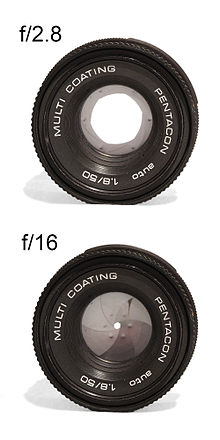 f/2.8
MULTI COATING
PENTACON auto 1.8/50
f/16
MULTI COATING
PENTACON auto 1.8/50